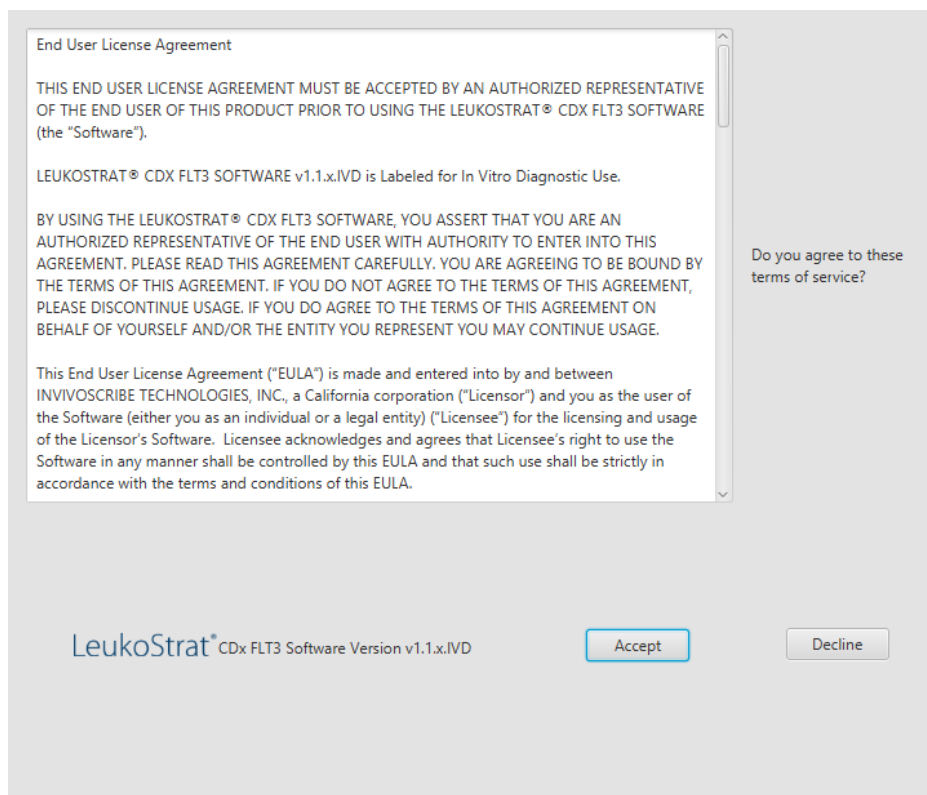 End User License Agreement
THIS END USER LICENSE AGREEMENT MUST BE ACCEPTED BY AN AUTHORIZED REPRESENTATIVE
OF THE END USER OF THIS PRODUCT PRIOR TO USING THE LEUKOSTRAT® CDX FLT3 SOFTWARE
(the “Software”).
LEUKOSTRAT® CDX FLT3 SOFTWARE v1.1.x.IVD is Labeled for In Vitro Diagnostic Use.
BY USING THE LEUKOSTRAT® CDX FLT3 SOFTWARE, YOU ASSERT THAT YOU ARE AN
AUTHORIZED REPRESENTATIVE OF THE END USER WITH AUTHORITY TO ENTER INTO THIS
AGREEMENT. PLEASE READ THIS AGREEMENT CAREFULLY. YOU ARE AGREEING TO BE BOUND BY
THE TERMS OF THIS AGREEMENT. IF YOU DO NOT AGREE TO THE TERMS OF THIS AGREEMENT,
PLEASE DISCONTINUE USAGE. IF YOU DO AGREE TO THE TERMS OF THIS AGREEMENT ON
BEHALF OF YOURSELF AND/OR THE ENTITY YOU REPRESENT YOU MAY CONTINUE USAGE.
This End User License Agreement (“EULA”) is made and entered into by and between
INVIVOSCRIBE TECHNOLOGIES, INC., a California corporation (“Licensor”) and you as the user of
the Software (either you as an individual or a legal entity) (“Licensee”) for the licensing and usage
of the Licensor’s Software. Licensee acknowledges and agrees that Licensee’s right to use the
Software in any manner shall be controlled by this EULA and that such use shall be strictly in
accordance with the terms and conditions of this EULA.
Do you agree to these
terms of service?
LeukoStrat® CDx FLT3 Software Version v1.1.x.IVD
Accept
Decline